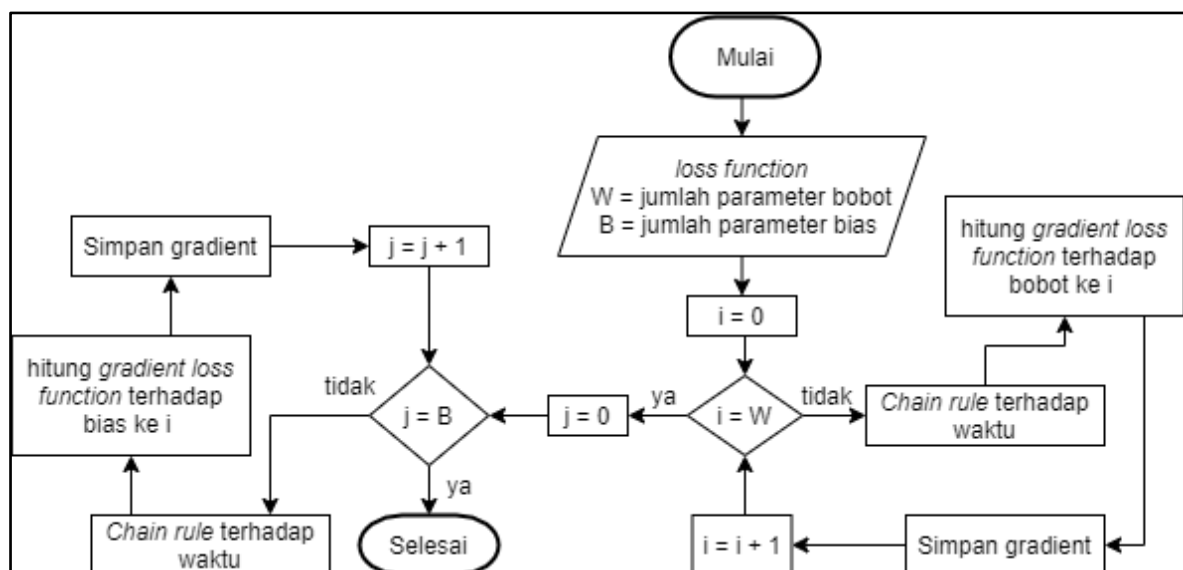 Mulai
loss function
W = jumlah parameter bobot
B = jumlah parameter bias
i = 0
i = W
tidak
Chain rule terhadap
waktu
hitung gradient loss
function terhadap
bobot ke i
Simpan gradient
i = i + 1
ya
j = 0
j = B
tidak
Chain rule terhadap
waktu
hitung gradient loss
function terhadap
bias ke i
Simpan gradient
j = j + 1
ya
Selesai